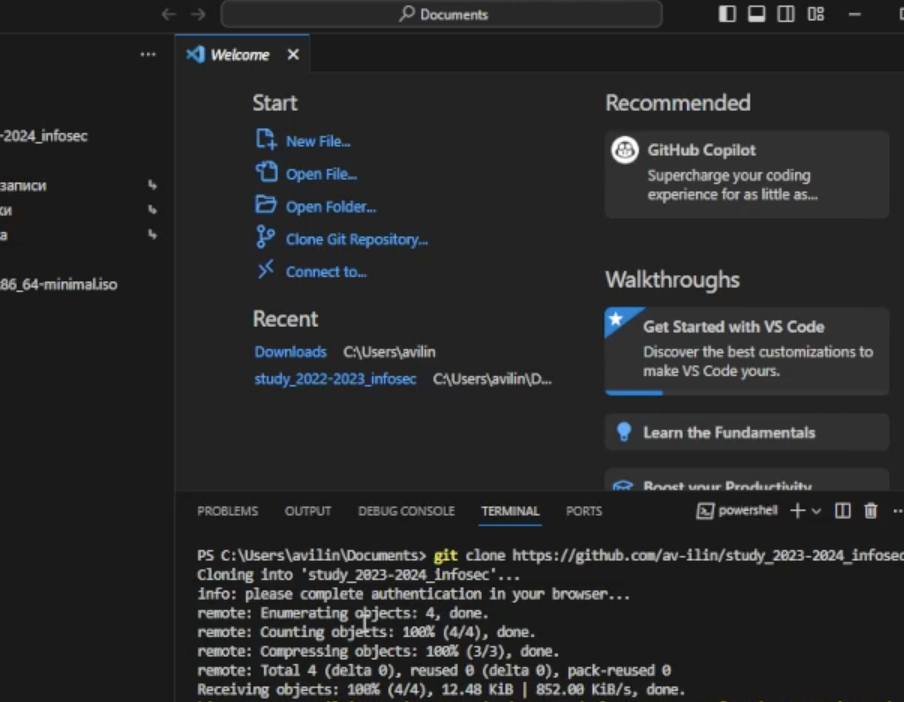 Documents
Welcome
-2024_infosec
записи
ки
а
86_64-minimal.iso
Start
New File...
Open File...
Open Folder...
Clone Git Repository...
Connect to...
Recent
Downloads C:\Users\avilin
study_2022-2023_infosec C:\Users\avilin\D...
Recommended
GitHub Copilot
Supercharge your coding
experience for as little as...
Walkthroughs
Get Started with VS Code
Discover the best customizations to
make VS Code yours.
Learn the Fundamentals
Boost your Productivity
PROBLEMS OUTPUT DEBUG CONSOLE TERMINAL PORTS powershell
PS C:\Users\avilin\Documents> git clone https://github.com/av-ilin/study_2023-2024_infosec
Cloning into 'study_2023-2024_infosec'...
info: please complete authentication in your browser...
remote: Enumerating objects: 4, done.
remote: Counting objects: 100% (4/4), done.
remote: Compressing objects: 100% (3/3), done.
remote: Total 4 (delta 0), reused 0 (delta 0), pack-reused 0
Receiving objects: 100% (4/4), 12.48 KiB | 852.00 KiB/s, done.